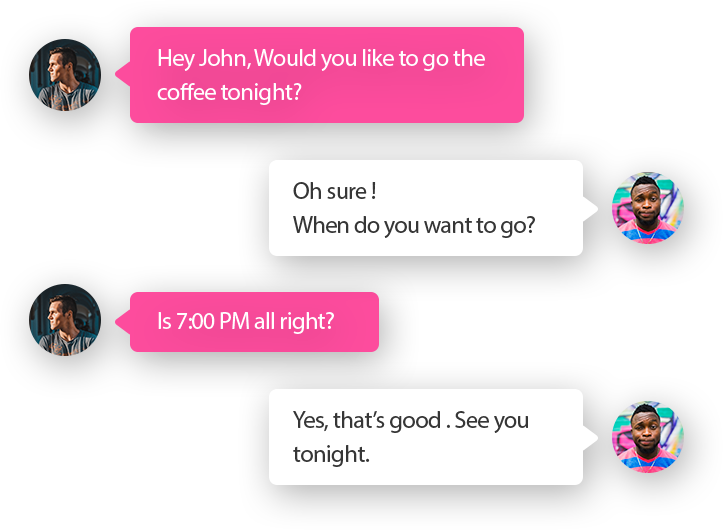 Hey John, Would you like to go the
coffee tonight?
Oh sure !
When do you want to go?
Is 7:00 PM all right?
Yes, that’s good . See you
tonight.